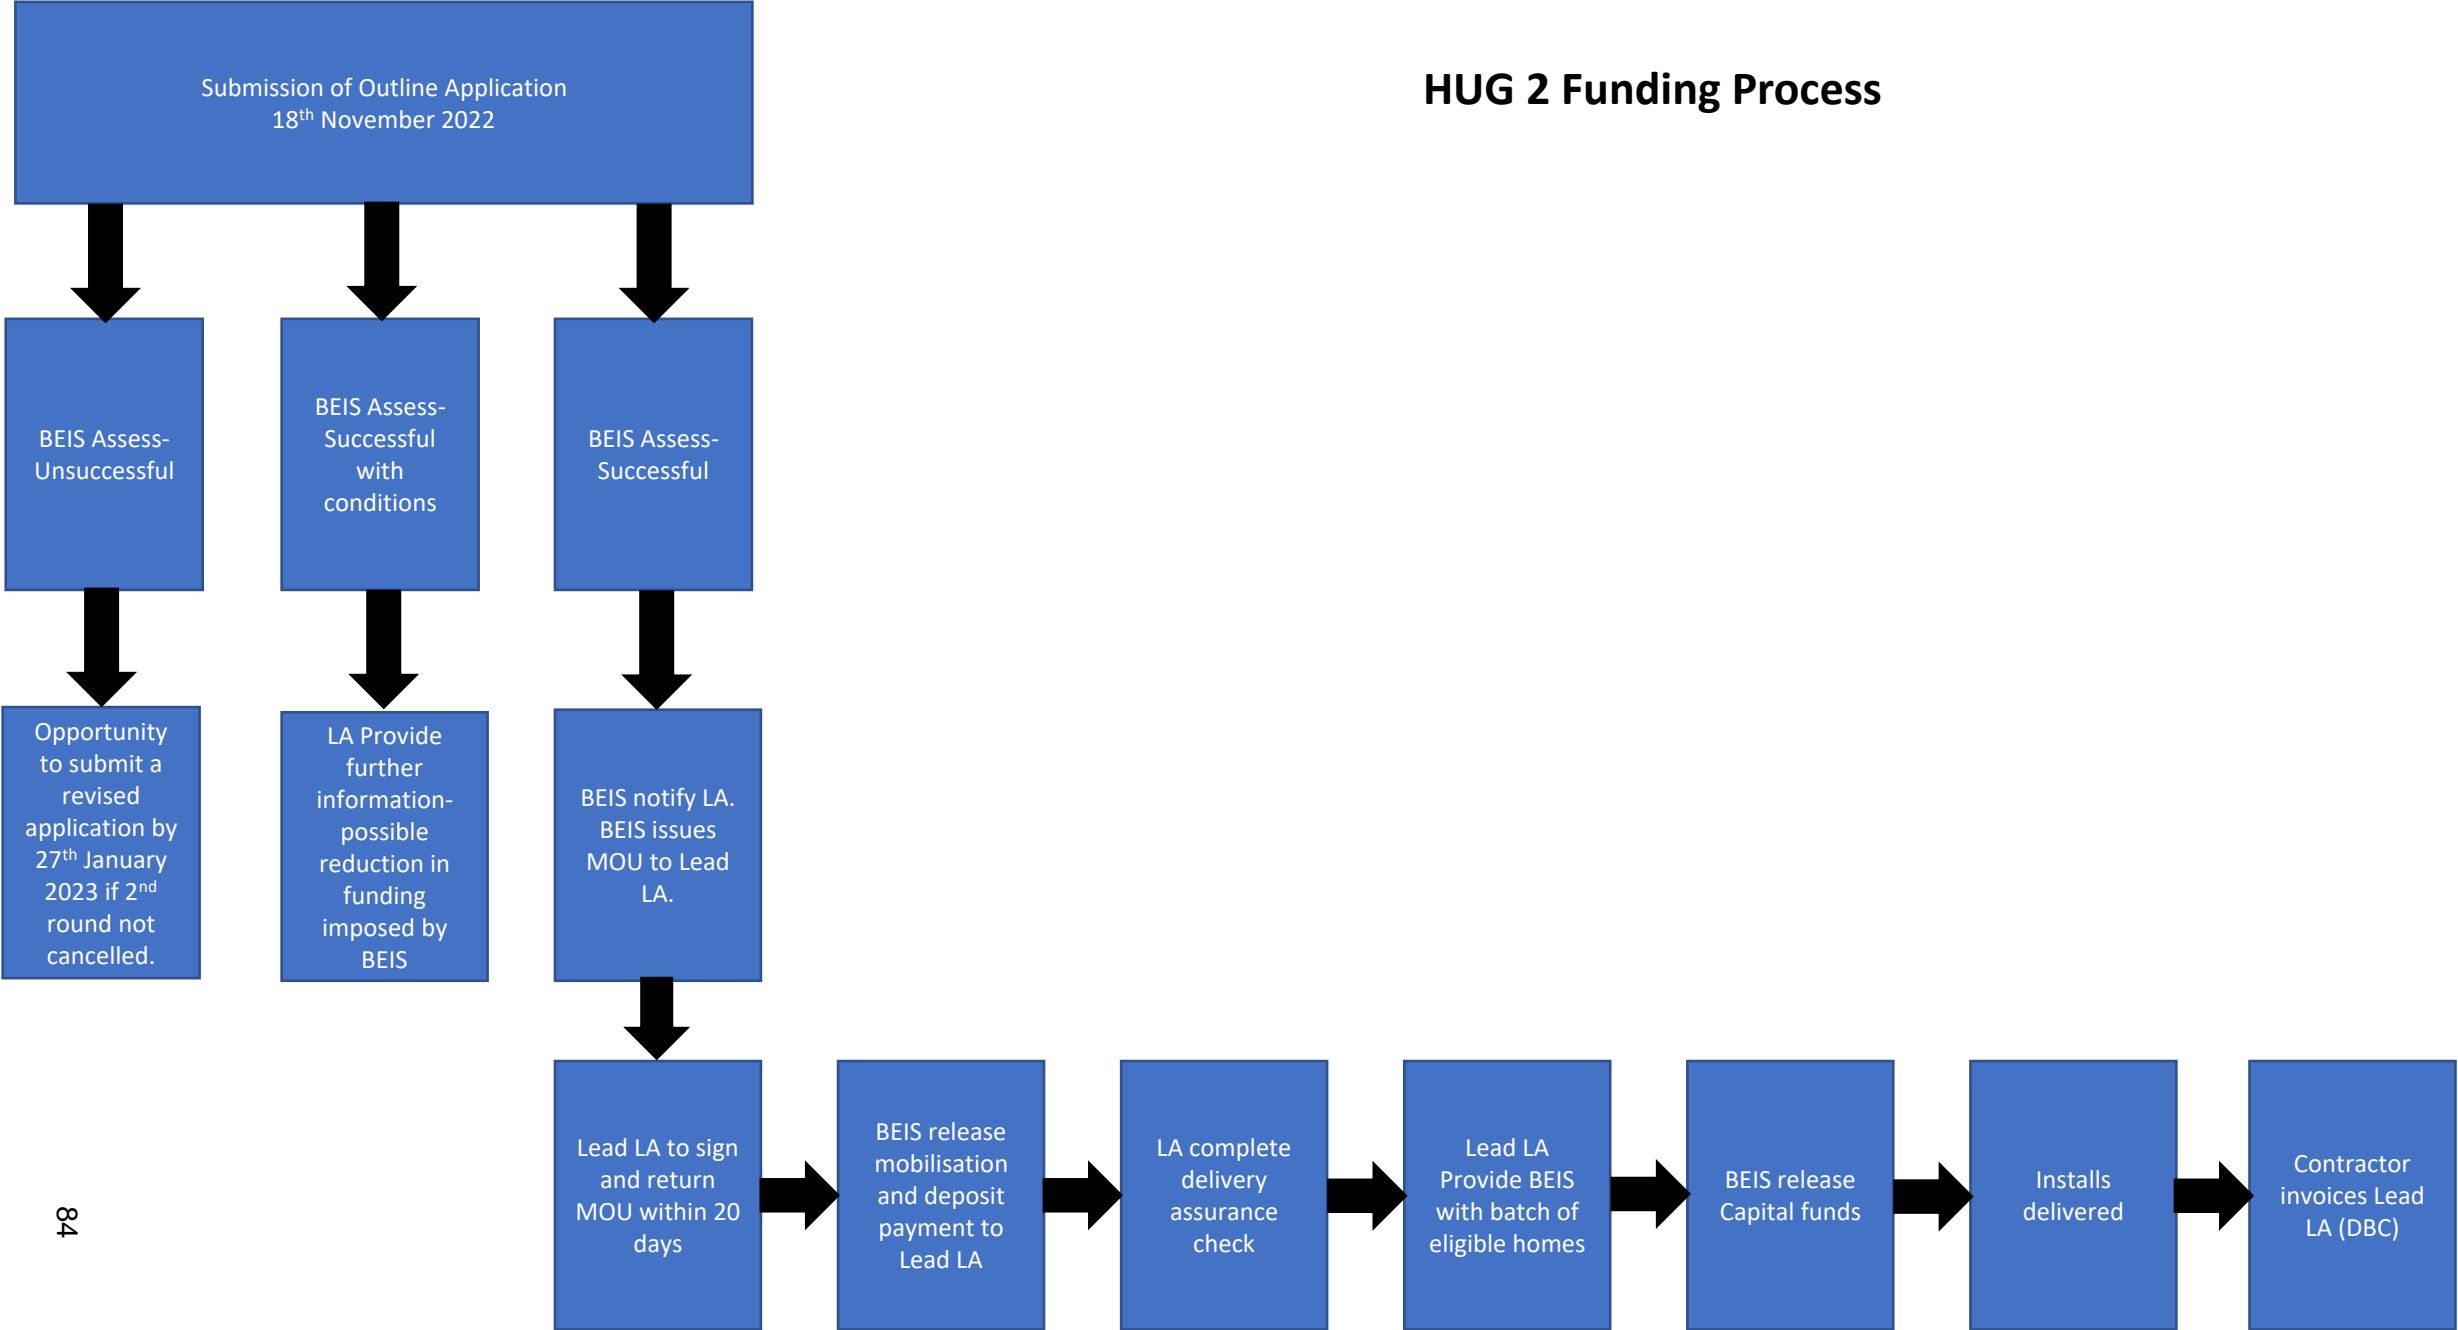 HUG 2 Funding Process
Submission of Outline Application
18th November 2022
BEIS Assess-
Unsuccessful
BEIS Assess-
Successful
with
conditions
BEIS Assess-
Successful
Opportunity
to submit a
revised
application by
27th January
2023 if 2nd
round not
cancelled.
LA Provide
further
information-
possible
reduction in
funding
imposed by
BEIS
BEIS notify LA.
BEIS issues
MOU to Lead
LA.
Lead LA to sign
and return
MOU within 20
days
BEIS release
mobilisation
and deposit
payment to
Lead LA
LA complete
delivery
assurance
check
Lead LA
Provide BEIS
with batch of
eligible homes
BEIS release
Capital funds
Installs
delivered
Contractor
invoices Lead
LA (DBC)
84